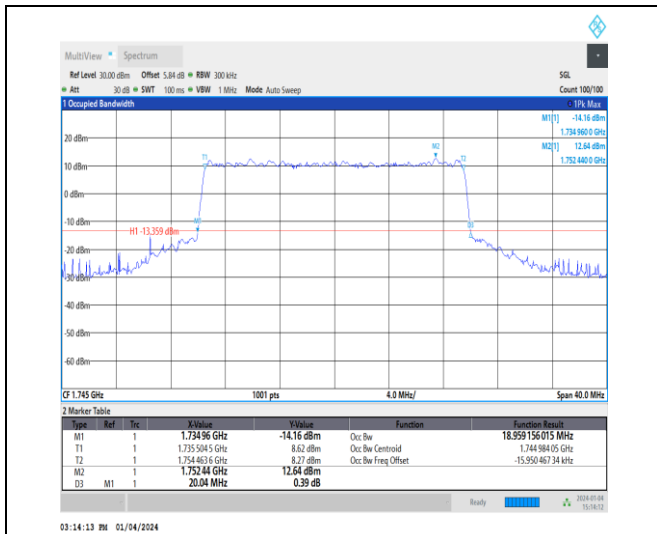 MultiView Spectrum
Ref Level 30.00 dBm Offset 5.84 dB RBW 300 kHz SGL
Att 30 dB SWT 100 ms VBW 1 MHz Mode Auto Sweep Count 100/100
1 Occupied Bandwidth 1Pk Max
M1[1] -14.16 dBm
1.734 960 0 GHz
M2[1] 12.64 dBm
1.752 440 0 GHz
20 dBm
T1 M2 T2
10 dBm
0 dBm
-10 dBm
M1 D3
H1 -13.359 dBm
-20 dBm
-30 dBm
-40 dBm
-50 dBm
-60 dBm
CF 1.745 GHz 1001 pts 4.0 MHz/ Span 40.0 MHz
2 Marker Table
Type Ref Trc X-Value Y-Value Function Function Result
M1 1 1.734 96 GHz -14.16 dBm Occ Bw 18.959 156 015 MHz
T1 1 1.735 504 5 GHz 8.62 dBm Occ Bw Centroid 1.744 984 05 GHz
T2 1 1.754 463 6 GHz 8.27 dBm Occ Bw Freq Offset -15.950 467 34 kHz
M2 1 1.752 44 GHz 12.64 dBm
D3 M1 1 20.04 MHz 0.39 dB
Ready 2024-01-04
15:14:12
03:14:13 PM 01/04/2024